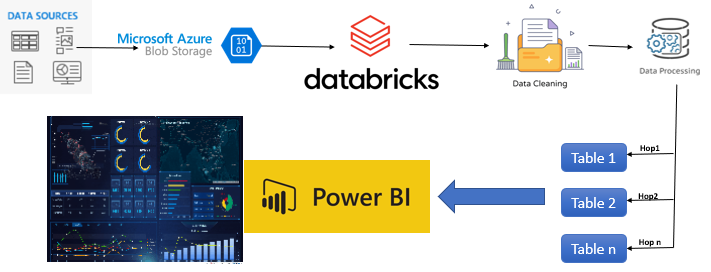 DATA SOURCES
Microsoft Azure
Blob Storage
10
01
databricks
Data Cleaning
Data Processing
Hop1
Table 1
Hop2
Table 2
Hop n
Table n
Power BI